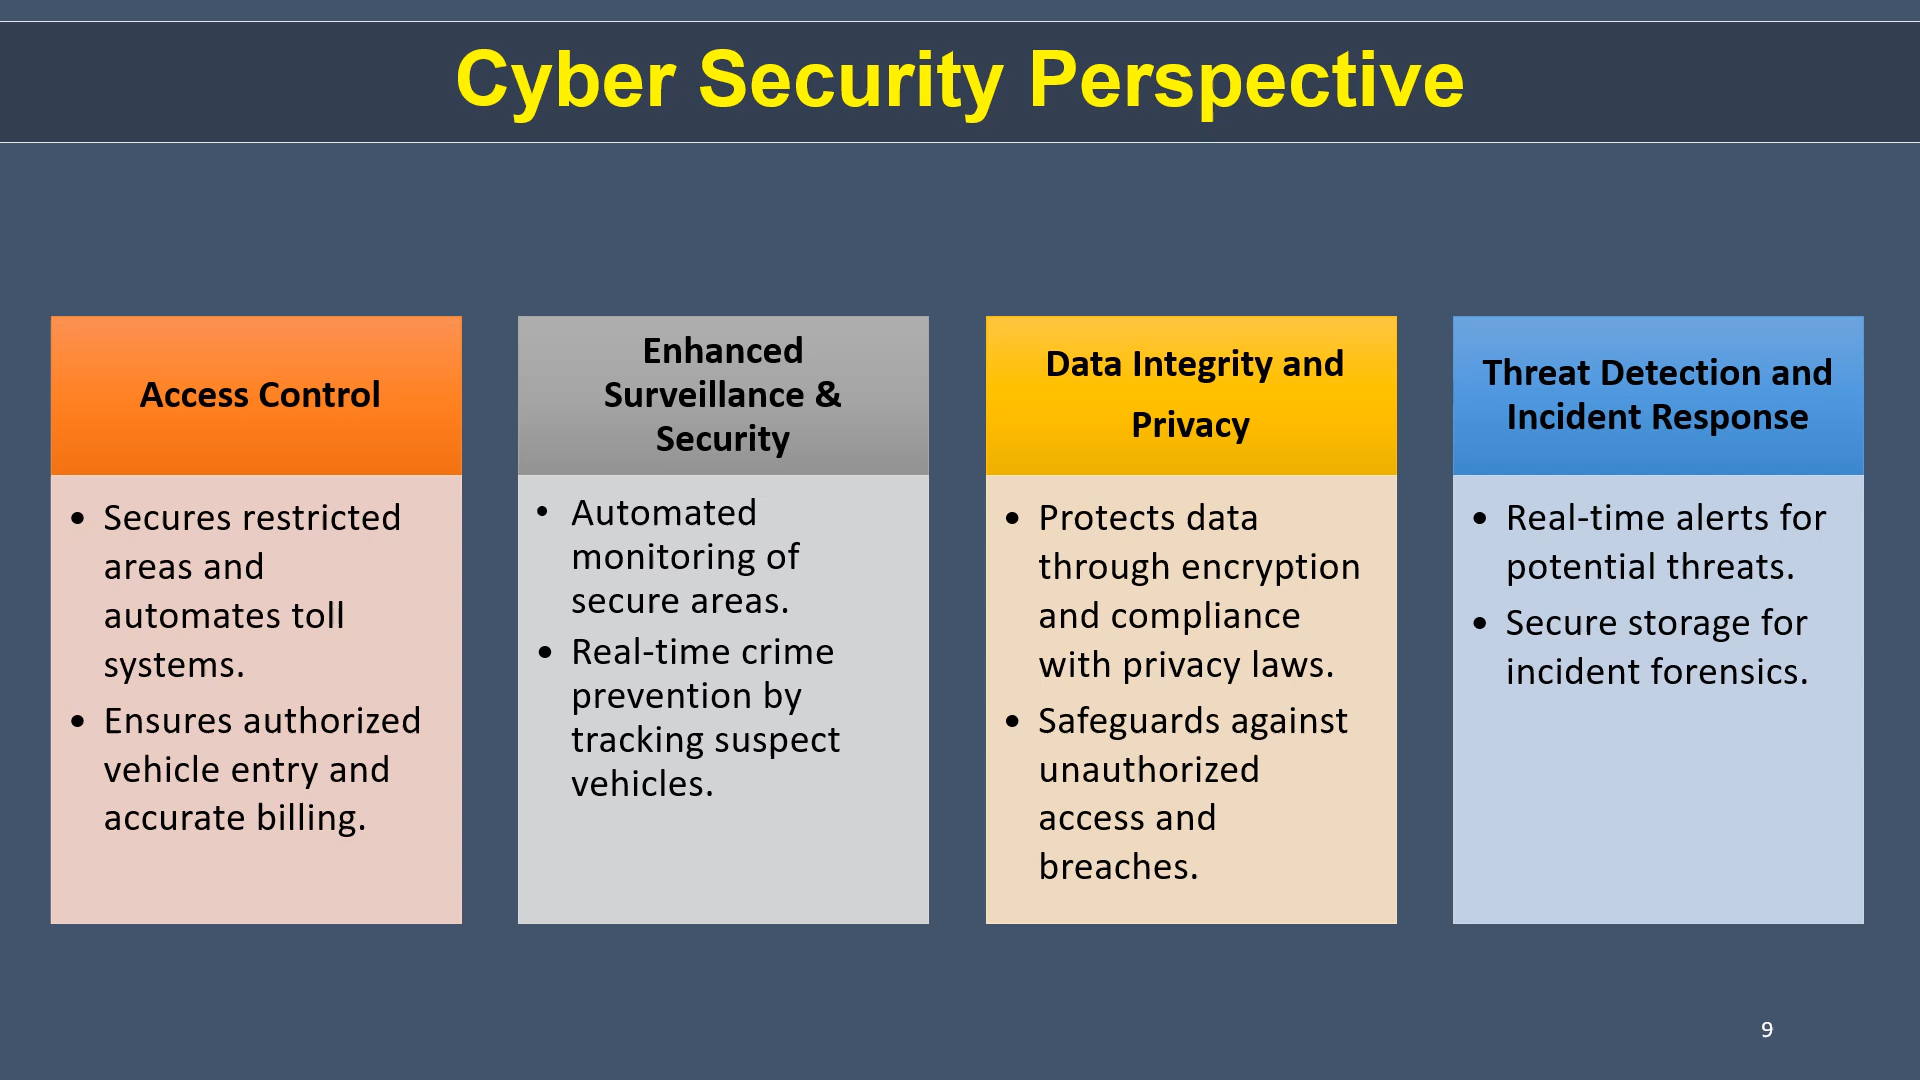 Cyber Security Perspective
Access Control
• Secures restricted
areas and
automates toll
systems.
• Ensures authorized
vehicle entry and
accurate billing.
Enhanced
Surveillance &
Security
• Automated
monitoring of
secure areas.
• Real-time crime
prevention by
tracking suspect
vehicles.
Data Integrity and
Privacy
• Protects data
through encryption
and compliance
with privacy laws.
• Safeguards against
unauthorized
access and
breaches.
Threat Detection and
Incident Response
• Real-time alerts for
potential threats.
• Secure storage for
incident forensics.
9